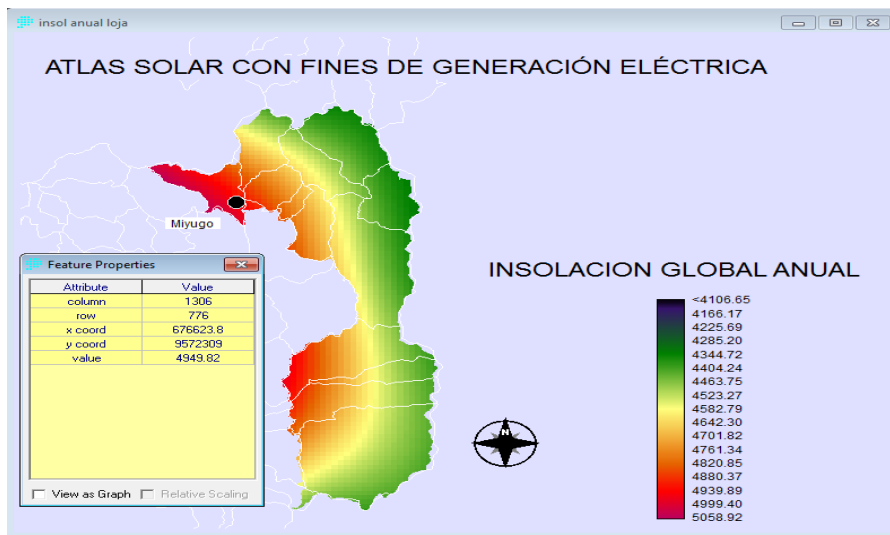 insol anual loja
ATLAS SOLAR CON FINES DE GENERACIÓN ELÉCTRICA
Miyugo
Feature Properties
Attribute Value
column 1306
row 776
x coord 676623.8
y coord 9572309
value 4949.82
View as Graph Relative Scaling
INSOLACION GLOBAL ANUAL
<4106.65
4166.17
4225.69
4285.20
4344.72
4404.24
4463.75
4523.27
4582.79
4642.30
4701.82
4761.34
4820.85
4880.37
4939.89
4999.40
5058.92
N